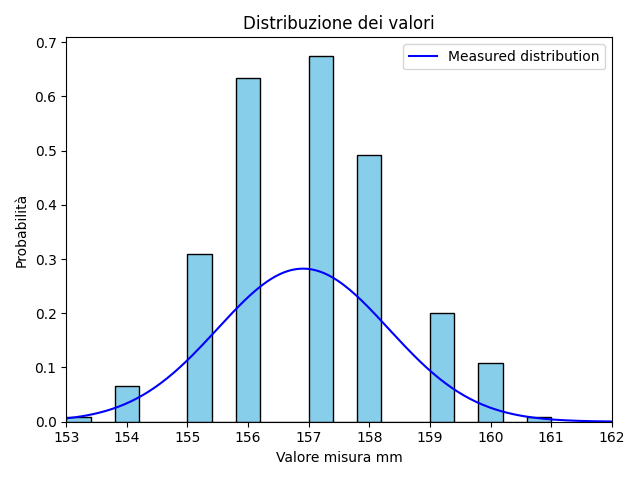 Distribuzione dei valori
Measured distribution
Probabilità
0.7
0.6
0.5
0.4
0.3
0.2
0.1
0.0
153 154 155 156 157 158 159 160 161 162
Valore misura mm